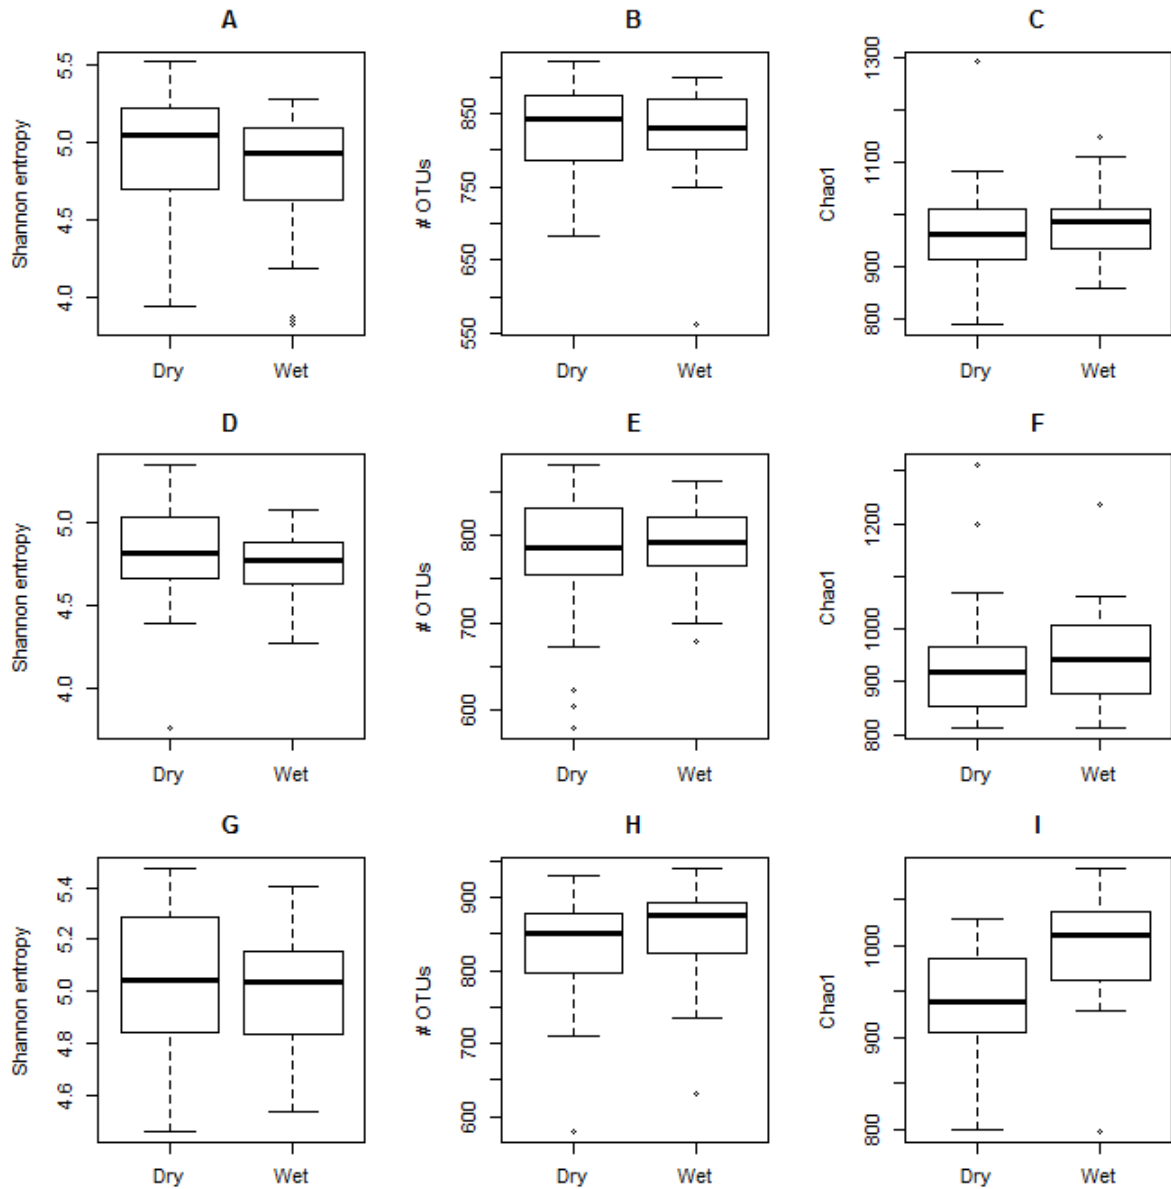 A
B
C
Shannon entropy
5.5
5.0
4.5
4.0
Dry
Wet
# OTUs
850
750
650
550
Dry
Wet
Chao1
1300
1100
900
800
Dry
Wet
D
E
F
Shannon entropy
5.0
4.5
4.0
Dry
Wet
# OTUs
800
700
600
Dry
Wet
Chao1
1200
1000
900
800
Dry
Wet
G
H
I
Shannon entropy
5.4
5.2
5.0
4.8
4.6
Dry
Wet
# OTUs
900
800
700
600
Dry
Wet
Chao1
1000
900
800
Dry
Wet